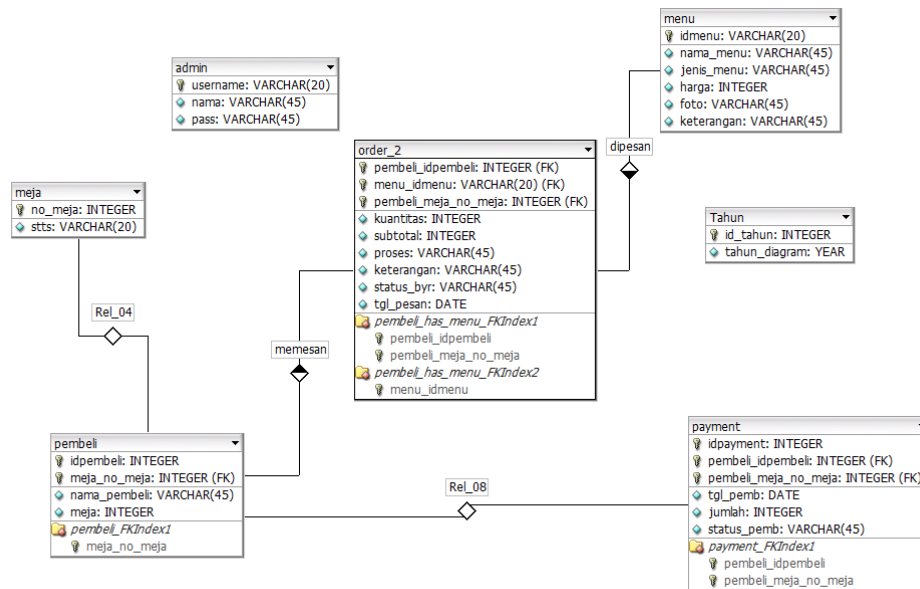 menu
idmenu: VARCHAR(20)
nama_menu: VARCHAR(45)
jenis_menu: VARCHAR(45)
harga: INTEGER
foto: VARCHAR(45)
keterangan: VARCHAR(45)
admin
username: VARCHAR(20)
nama: VARCHAR(45)
pass: VARCHAR(45)
dipesan
order_2
pembeli_idpembeli: INTEGER (FK)
menu_idmenu: VARCHAR(20) (FK)
pembeli_meja_no_meja: INTEGER (FK)
kuantitas: INTEGER
subtotal: INTEGER
proses: VARCHAR(45)
keterangan: VARCHAR(45)
status_byr: VARCHAR(45)
tgl_pesan: DATE
pembeli_has_menu_FKIndex1
pembeli_idpembeli
pembeli_meja_no_meja
pembeli_has_menu_FKIndex2
menu_idmenu
meja
no_meja: INTEGER
stts: VARCHAR(20)
Tahun
id_tahun: INTEGER
tahun_diagram: YEAR
Rel_04
memesan
pembeli
idpembeli: INTEGER
meja_no_meja: INTEGER (FK)
nama_pembeli: VARCHAR(45)
meja: INTEGER
pembeli_FKIndex1
meja_no_meja
Rel_08
payment
idpayment: INTEGER
pembeli_idpembeli: INTEGER (FK)
pembeli_meja_no_meja: INTEGER (FK)
tgl_pemb: DATE
jumlah: INTEGER
status_pemb: VARCHAR(45)
payment_FKIndex1
pembeli_idpembeli
pembeli_meja_no_meja